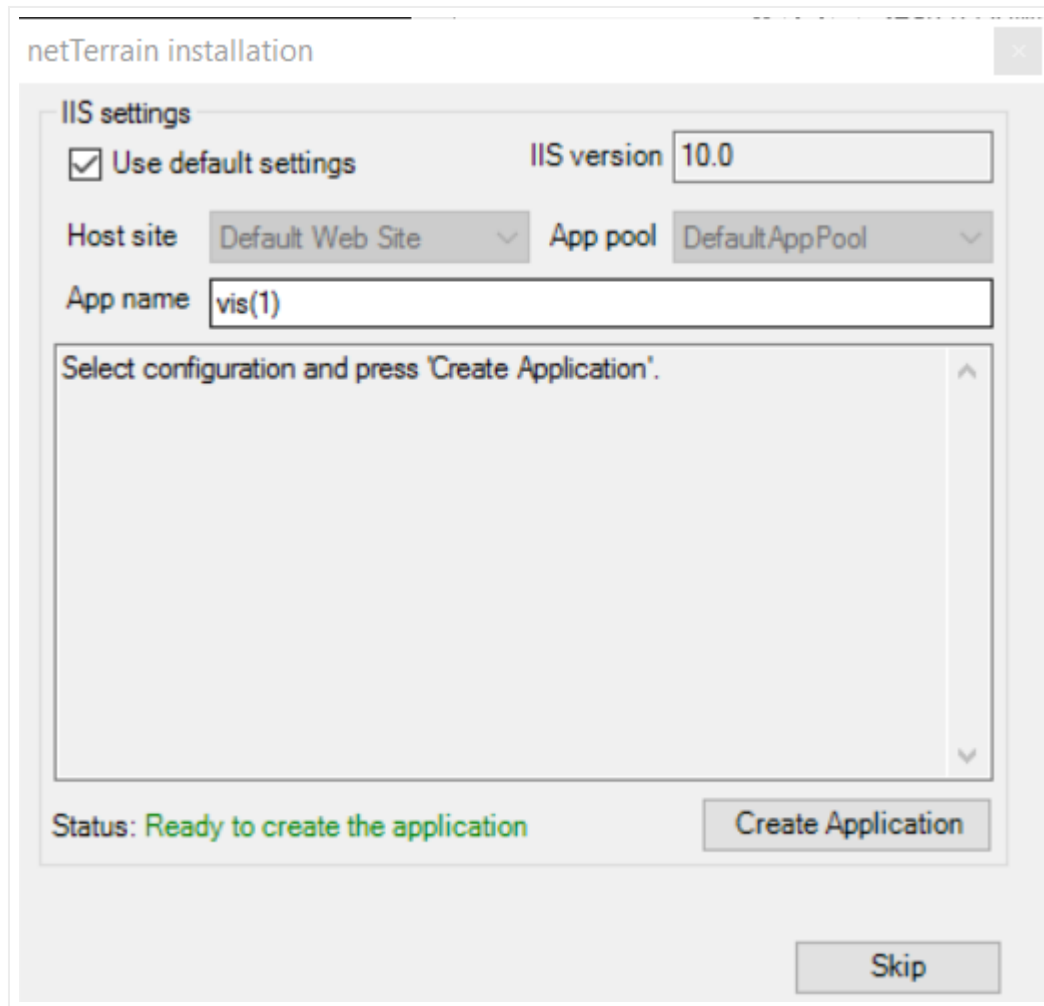 netTerrain installation
IIS settings
Use default settings
IIS version 10.0
Host site Default Web Site App pool DefaultAppPool
App name vis(1)
Select configuration and press 'Create Application'.
Status: Ready to create the application Create Application
Skip